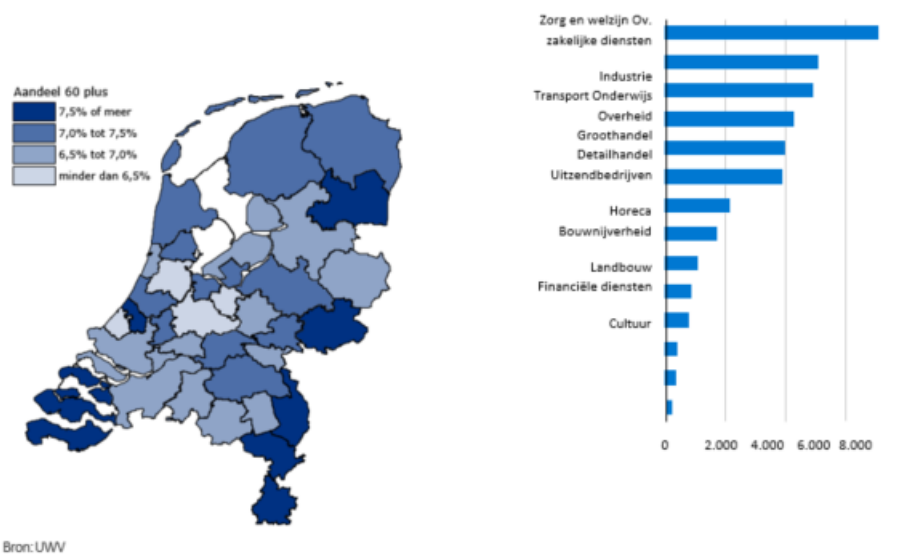 Aandeel 60 plus
7,5% of meer
7,0% tot 7,5%
6,5% tot 7,0%
minder dan 6,5%
Bron: UWV
Zorg en welzijn Ov.
zakelijke diensten
Industrie
Transport Onderwijs
Overheid
Groothandel
Detailhandel
Uitzendbedrijven
Horeca
Bouwnijverheid
Landbouw
Financiële diensten
Cultuur
0 2.000 4.000 6.000 8.000